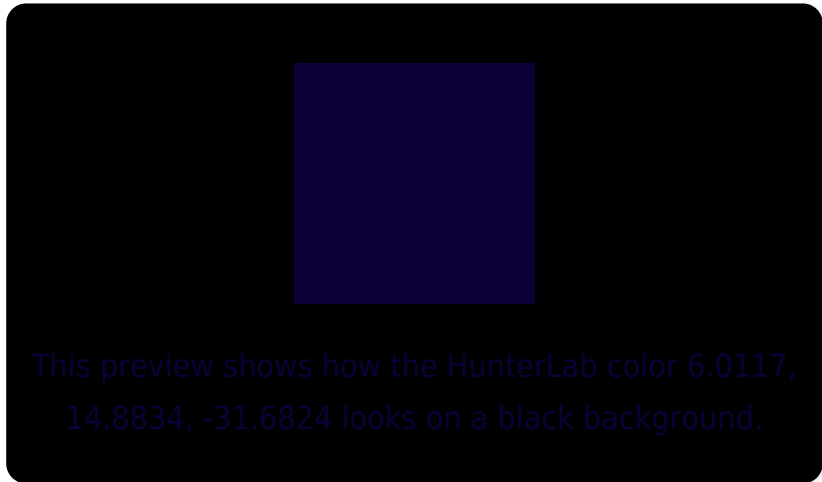 This preview shows how the HunterLab color 6.0117,
14.8834, -31.6824 looks on a black background.